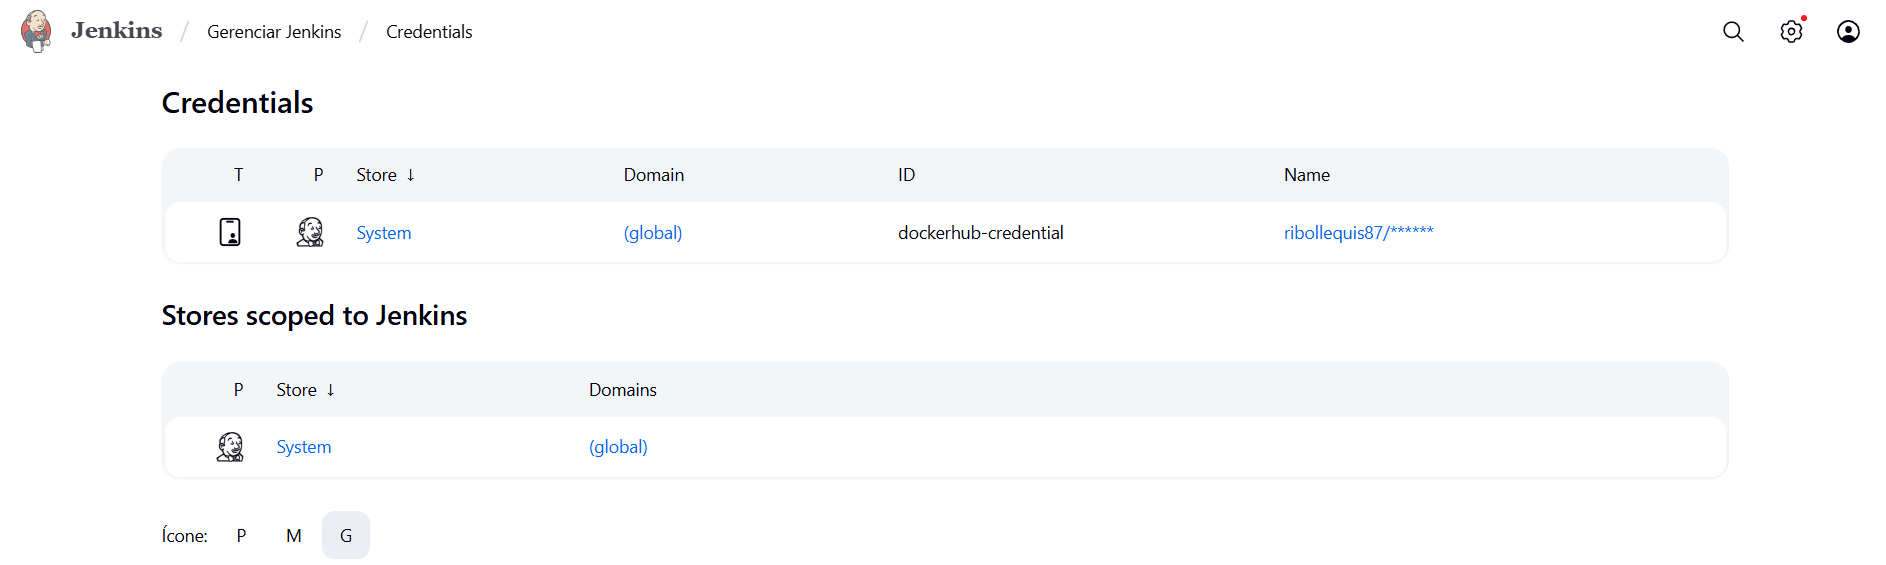 Jenkins / Gerenciar Jenkins / Credentials
Credentials
T P Store ↓ Domain ID Name
System (global) dockerhub-credential ribollequis87/******
Stores scoped to Jenkins
P Store ↓ Domains
System (global)
Ícone: P M G